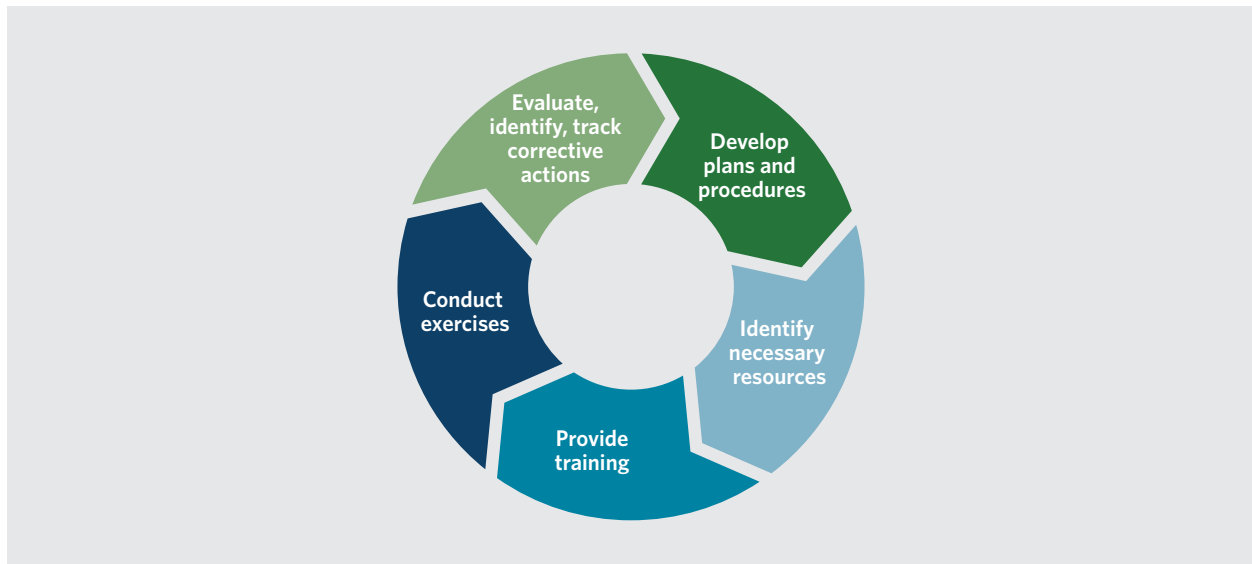 Evaluate,
identify, track
corrective
actions
Develop
plans and
procedures
Identify
necessary
resources
Provide
training
Conduct
exercises